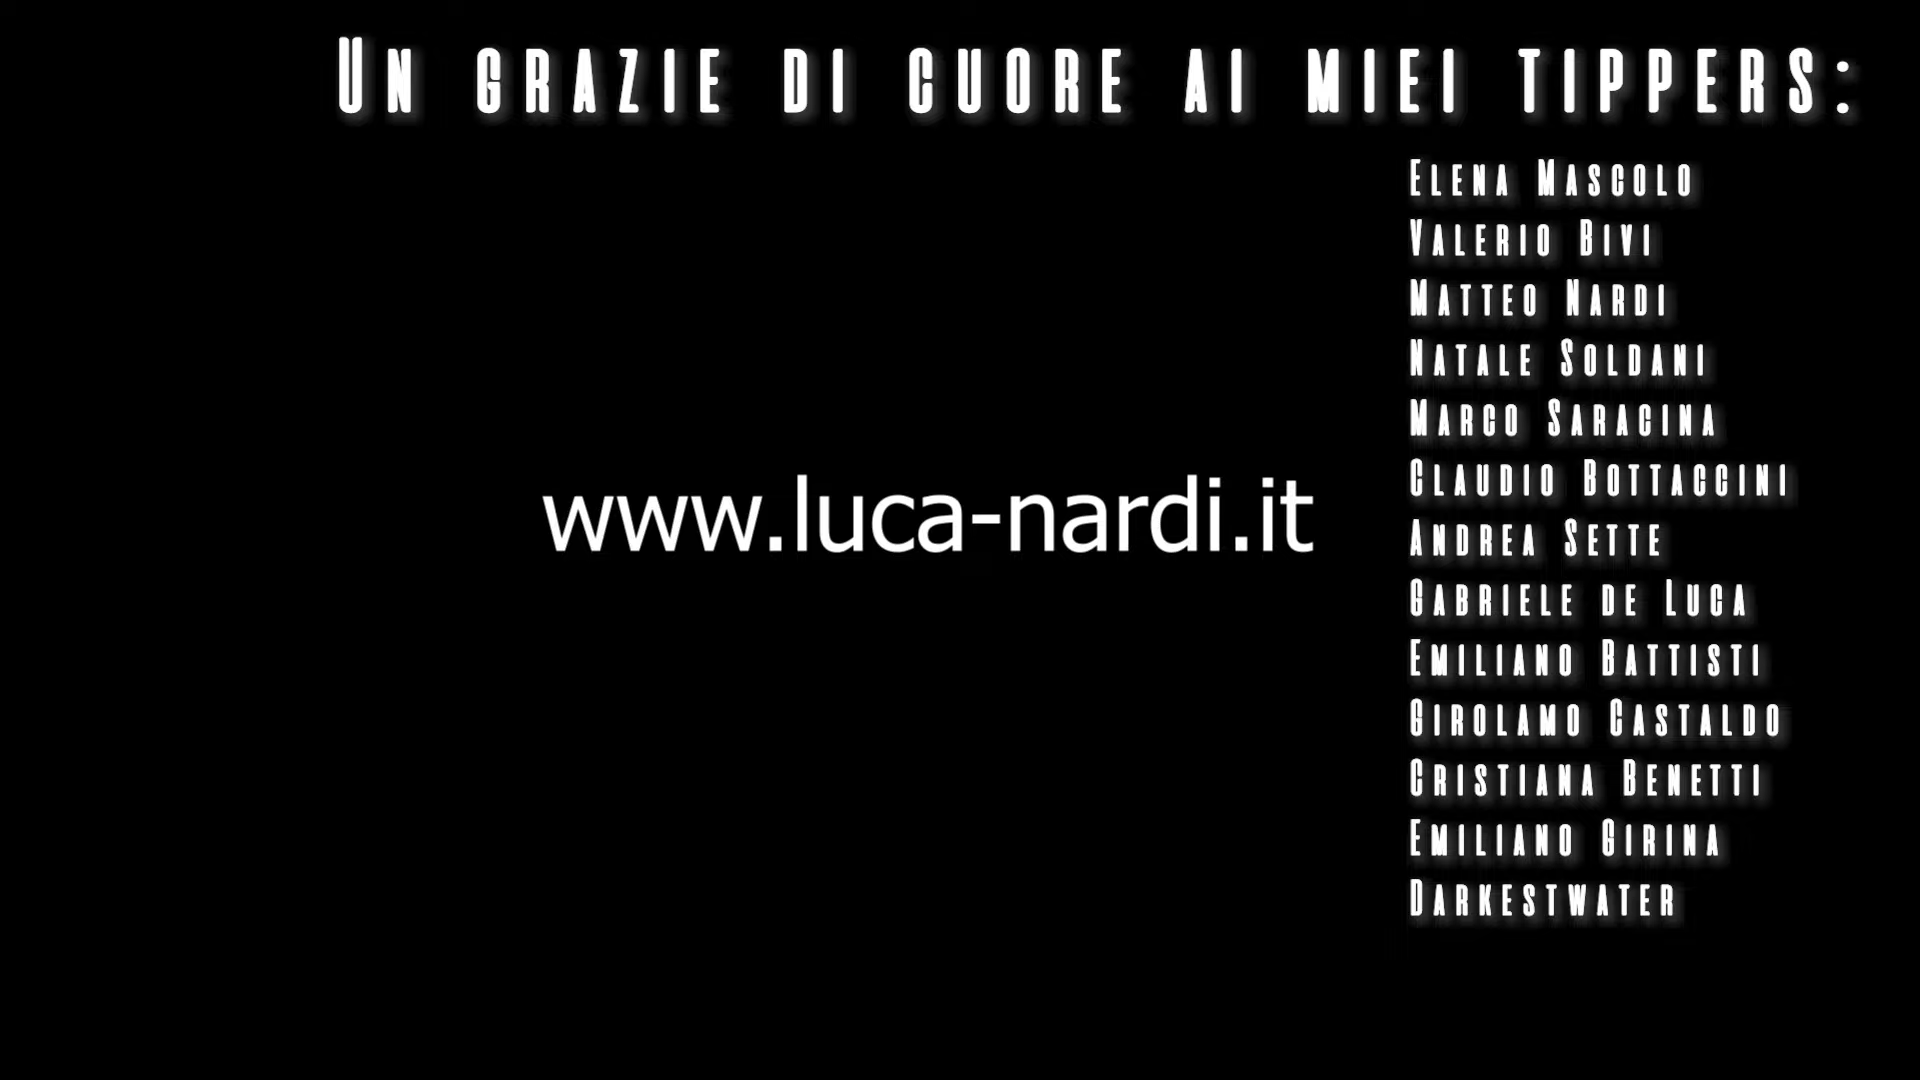 Un grazie di cuore ai miei tippers:
Elena Mascolo
Valerio Bivi
Matteo Nardi
Natale Soldani
Marco Saracina
Claudio Bottaccini
www.luca-nardi.it
Andrea Sette
Gabriele de Luca
Emiliano Battisti
Girolamo Castaldo
Cristiana Benetti
Emiliano Girina
Darkestwater